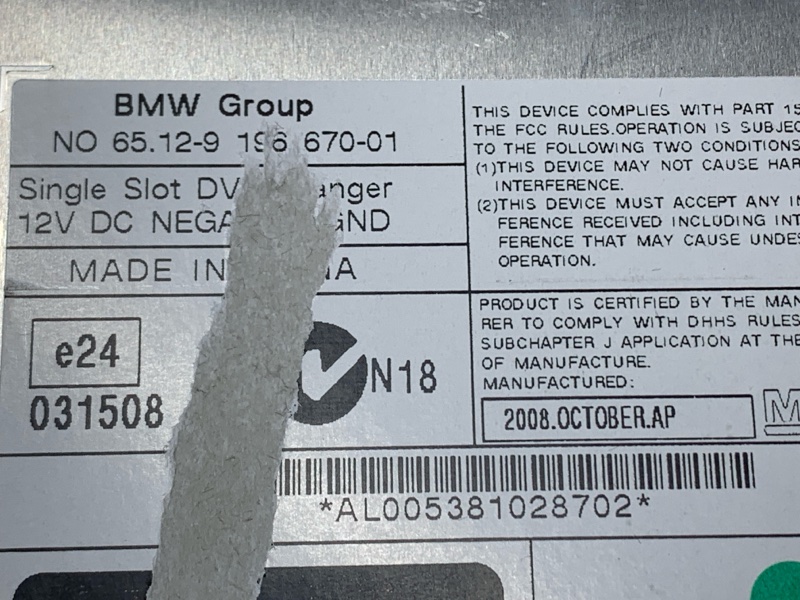 BMW Group
NO 65.12-9 196 670-01
Single Slot DV anger
12V DC NEGA GND
MADE IN A
e24
031508
N18
*AL005381028702*
THIS DEVICE COMPLIES WITH PART 15
THE FCC RULES.OPERATION IS SUBJEC
TO THE FOLLOWING TWO CONDITIONS
(1)THIS DEVICE MAY NOT CAUSE HAR
INTERFERENCE.
(2)THIS DEVICE MUST ACCEPT ANY IN
FERENCE RECEIVED INCLUDING INT
FERENCE THAT MAY CAUSE UNDES
OPERATION.
PRODUCT IS CERTIFIED BY THE MAN
RER TO COMPLY WITH DHHS RULES
SUBCHAPTER J APPLICATION AT THE
OF MANUFACTURE.
MANUFACTURED:
2008.OCTOBER.AP
M